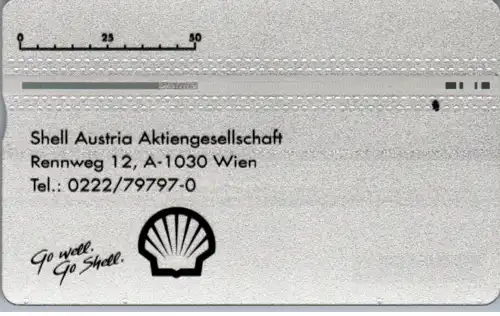 0 25 50
Shell Austria Aktiengesellschaft
Rennweg 12, A-1030 Wien
Tel.: 0222/79797-0
Go well.
Go Shell.